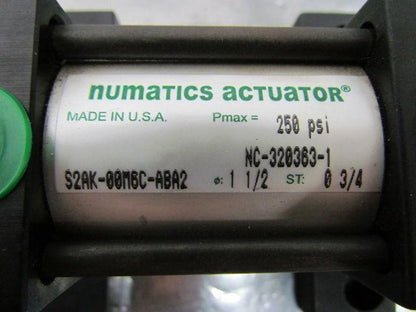 numatics actuator®
MADE IN U.S.A. Pmax = 250 psi
NC-320363-1
S2AK-00M6C-ABA2 ø: 1 1/2 ST: 0 3/4